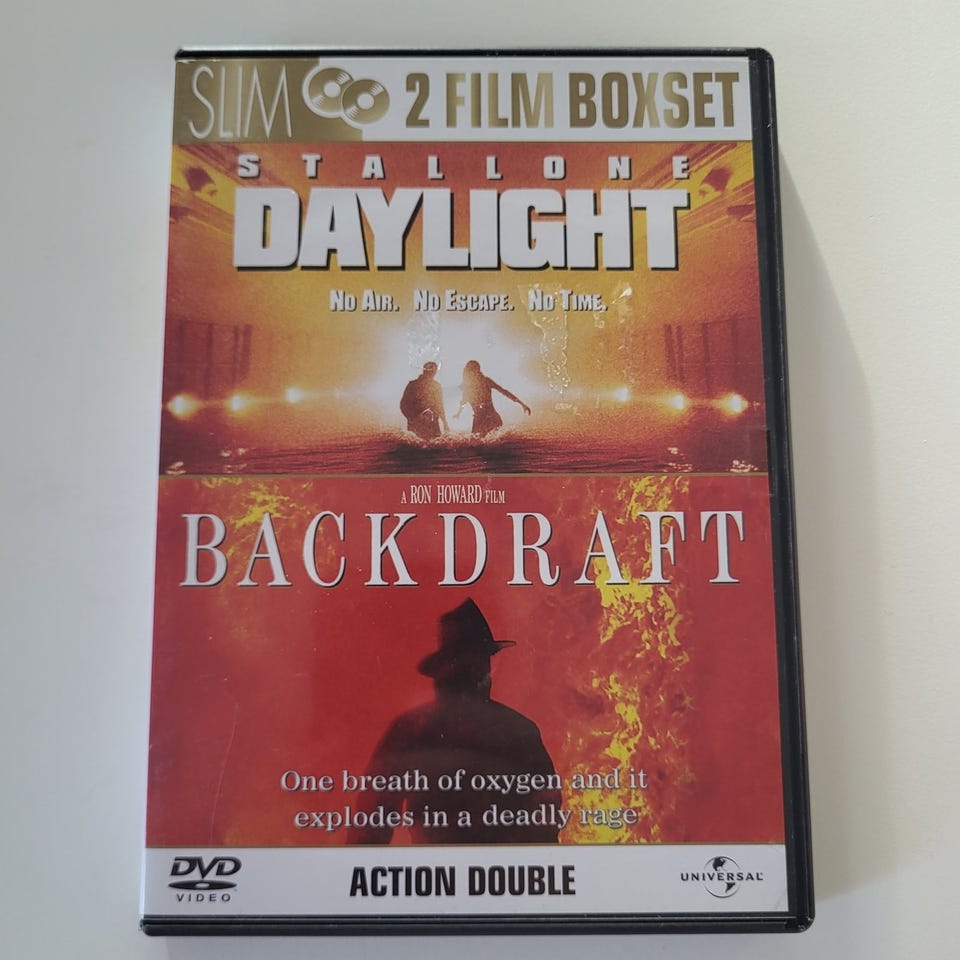 SLIM 2 FILM BOXSET
STALLONE
DAYLIGHT
NO AIR. NO ESCAPE. NO TIME.
A RON HOWARD FILM
BACKDRAFT
One breath of oxygen and it
explodes in a deadly rage
DVD
VIDEO
ACTION DOUBLE
UNIVERSAL